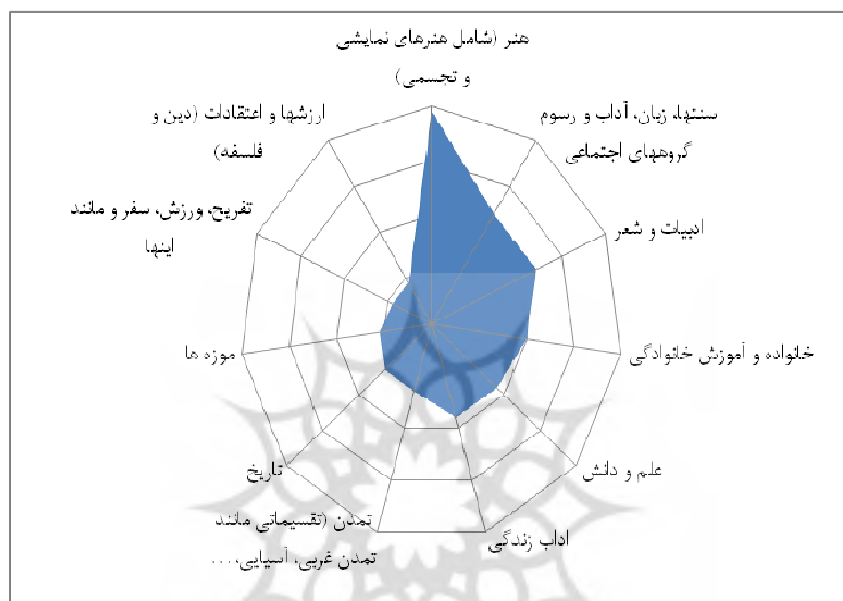 هنر (شامل هنرهای نمایشی
و تجسمی)
سنتها، زبان، آداب و رسوم
گروههای اجتماعی
ادبیات و شعر
خانواده و آموزش خانوادگی
علم و دانش
اداب زندگی
تمدن (تقسیماتی مانند
تمدن غربی، آسیایی،...
تاریخ
موزه ها
تفریح، ورزش، سفر و مانند
اینها
ارزشها و اعتقادات (دین و
فلسفه)